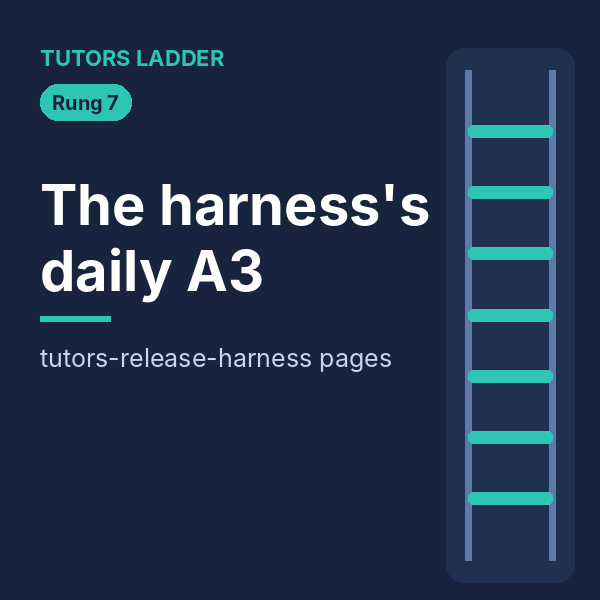 TUTORS LADDER
Rung 7
The harness's
daily A3
tutors-release-harness pages